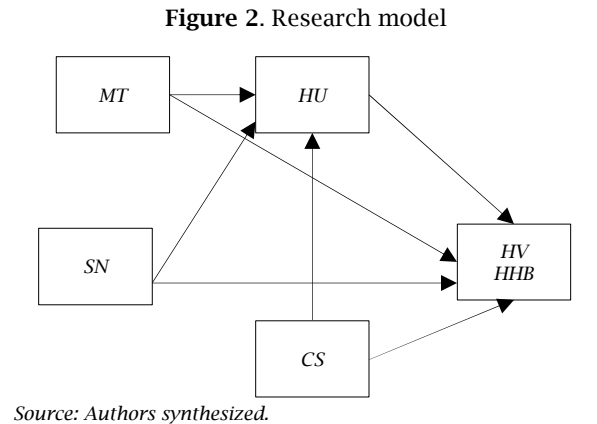 Figure 2. Research model
MT
HU
SN
HV
HHB
CS
Source: Authors synthesized.